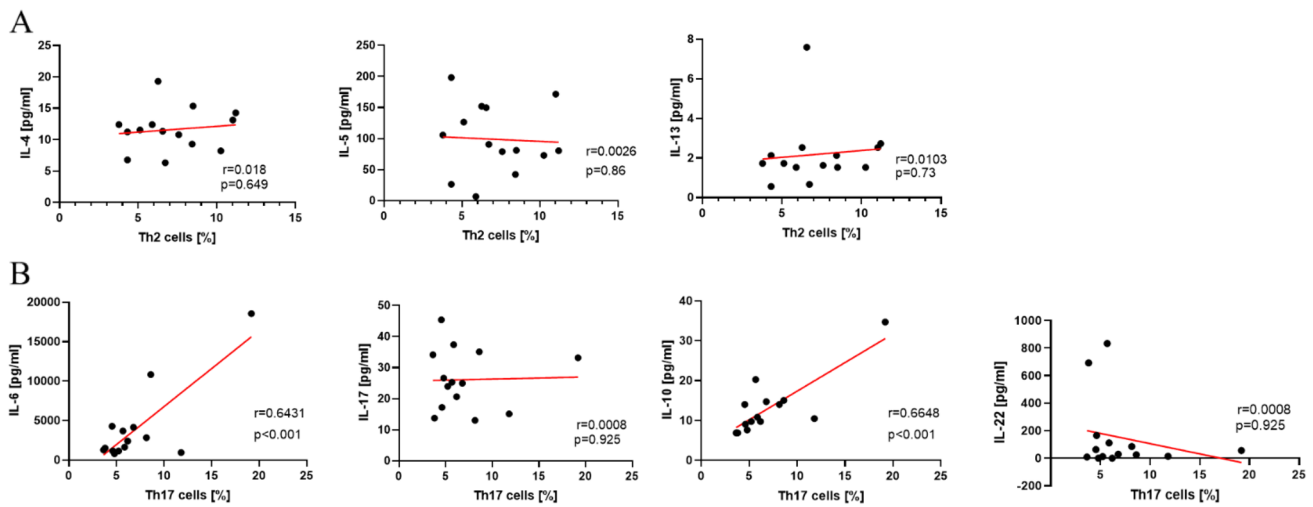 A
IL-4 [pg/ml]
25
20
15
10
5
0
0 5 10 15
Th2 cells [%]
r=0.018
p=0.649
IL-5 [pg/ml]
250
200
150
100
50
0
0 5 10 15
Th2 cells [%]
r=0.0026
p=0.86
IL-13 [pg/ml]
8
6
4
2
0
0 5 10 15
Th2 cells [%]
r=0.0103
p=0.73
B
IL-6 [pg/ml]
20000
15000
10000
5000
0
0 5 10 15 20 25
Th17 cells [%]
r=0.6431
p<0.001
IL-17 [pg/ml]
50
40
30
20
10
0
0 5 10 15 20 25
Th17 cells [%]
r=0.0008
p=0.925
IL-10 [pg/ml]
40
30
20
10
0
0 5 10 15 20 25
Th17 cells [%]
r=0.6648
p<0.001
IL-22 [pg/ml]
1000
800
600
400
200
0
-200
5 10 15 20 25
Th17 cells [%]
r=0.0008
p=0.925